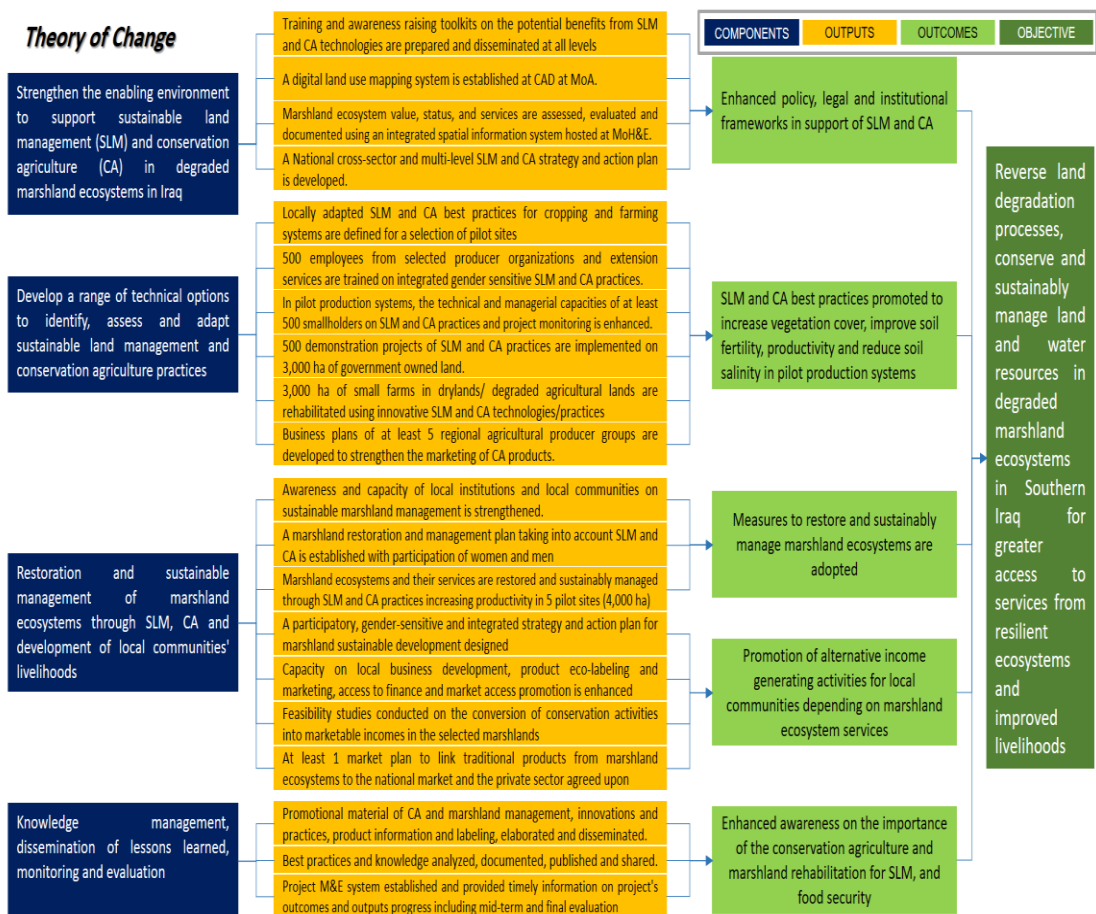 Theory of Change
COMPONENTS
OUTPUTS
OUTCOMES
OBJECTIVE
Strengthen the enabling environment
to support sustainable land
management (SLM) and conservation
agriculture (CA) in degraded
marshland ecosystems in Iraq
Training and awareness raising toolkits on the potential benefits from SLM
and CA technologies are prepared and disseminated at all levels
A digital land use mapping system is established at CAD at MoA.
Marshland ecosystem value, status, and services are assessed, evaluated and
documented using an integrated spatial information system hosted at MoH&E.
A National cross-sector and multi-level SLM and CA strategy and action plan
is developed.
Enhanced policy, legal and institutional
frameworks in support of SLM and CA
Develop a range of technical options
to identify, assess and adapt
sustainable land management and
conservation agriculture practices
Locally adapted SLM and CA best practices for cropping and farming
systems are defined for a selection of pilot sites
500 employees from selected producer organizations and extension
services are trained on integrated gender sensitive SLM and CA practices.
In pilot production systems, the technical and managerial capacities of at least
500 smallholders on SLM and CA practices and project monitoring is enhanced.
500 demonstration projects of SLM and CA practices are implemented on
3,000 ha of government owned land.
3,000 ha of small farms in drylands/ degraded agricultural lands are
rehabilitated using innovative SLM and CA technologies/practices
Business plans of at least 5 regional agricultural producer groups are
developed to strengthen the marketing of CA products.
SLM and CA best practices promoted to
increase vegetation cover, improve soil
fertility, productivity and reduce soil
salinity in pilot production systems
Restoration and sustainable
management of marshland
ecosystems through SLM, CA and
development of local communities'
livelihoods
Awareness and capacity of local institutions and local communities on
sustainable marshland management is strengthened.
A marshland restoration and management plan taking into account SLM and
CA is established with participation of women and men
Marshland ecosystems and their services are restored and sustainably managed
through SLM and CA practices increasing productivity in 5 pilot sites (4,000 ha)
A participatory, gender-sensitive and integrated strategy and action plan for
marshland sustainable development designed
Capacity on local business development, product eco-labeling and
marketing, access to finance and market access promotion is enhanced
Feasibility studies conducted on the conversion of conservation activities
into marketable incomes in the selected marshlands
At least 1 market plan to link traditional products from marshland
ecosystems to the national market and the private sector agreed upon
Measures to restore and sustainably
manage marshland ecosystems are
adopted
Promotion of alternative income
generating activities for local
communities depending on marshland
ecosystem services
Knowledge management,
dissemination of lessons learned,
monitoring and evaluation
Promotional material of CA and marshland management, innovations and
practices, product information and labeling, elaborated and disseminated.
Best practices and knowledge analyzed, documented, published and shared.
Project M&E system established and provided timely information on project's
outcomes and outputs progress including mid-term and final evaluation
Enhanced awareness on the importance
of the conservation agriculture and
marshland rehabilitation for SLM, and
food security
Reverse land
degradation
processes,
conserve and
sustainably
manage land
and water
resources in
degraded
marshland
ecosystems
in Southern
Iraq for
greater
access to
services from
resilient
ecosystems
and
improved
livelihoods